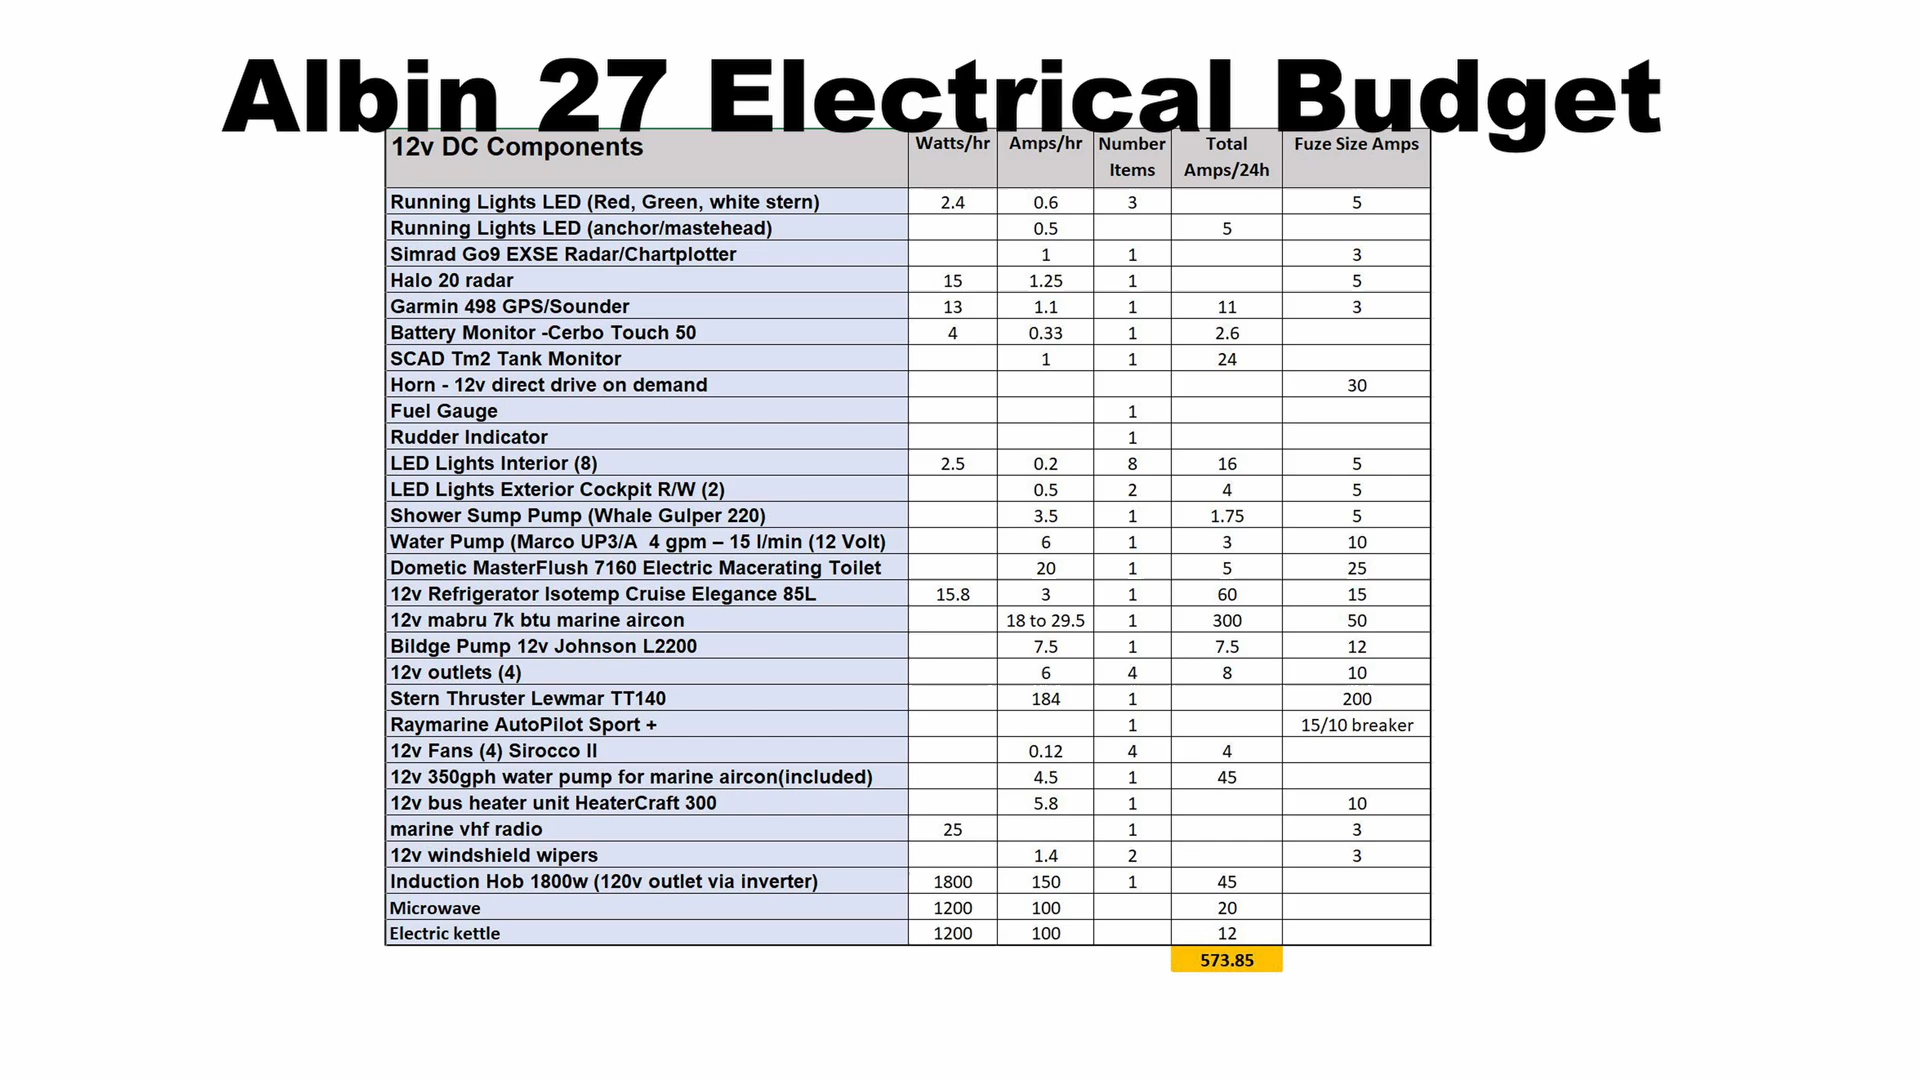 Albin 27 Electrical Budget
12v DC Components Watts/hr Amps/hr Number Items Total Amps/24h Fuze Size Amps
Running Lights LED (Red, Green, white stern) 2.4 0.6 3 5
Running Lights LED (anchor/mastehead) 0.5 5
Simrad Go9 EXSE Radar/Chartplotter 1 1 3
Halo 20 radar 15 1.25 1 5
Garmin 498 GPS/Sounder 13 1.1 1 11 3
Battery Monitor -Cerbo Touch 50 4 0.33 1 2.6
SCAD Tm2 Tank Monitor 1 1 24
Horn - 12v direct drive on demand 30
Fuel Gauge 1
Rudder Indicator 1
LED Lights Interior (8) 2.5 0.2 8 16 5
LED Lights Exterior Cockpit R/W (2) 0.5 2 4 5
Shower Sump Pump (Whale Gulper 220) 3.5 1 1.75 5
Water Pump (Marco UP3/A 4 gpm – 15 l/min (12 Volt) 6 1 3 10
Dometic MasterFlush 7160 Electric Macerating Toilet 20 1 5 25
12v Refrigerator Isotemp Cruise Elegance 85L 15.8 3 1 60 15
12v mabru 7k btu marine aircon 18 to 29.5 1 300 50
Bildge Pump 12v Johnson L2200 7.5 1 7.5 12
12v outlets (4) 6 4 8 10
Stern Thruster Lewmar TT140 184 1 200
Raymarine AutoPilot Sport + 1 15/10 breaker
12v Fans (4) Sirocco II 0.12 4 4
12v 350gph water pump for marine aircon(included) 4.5 1 45
12v bus heater unit HeaterCraft 300 5.8 1 10
marine vhf radio 25 1 3
12v windshield wipers 1.4 2 3
Induction Hob 1800w (120v outlet via inverter) 1800 150 1 45
Microwave 1200 100 20
Electric kettle 1200 100 12
573.85